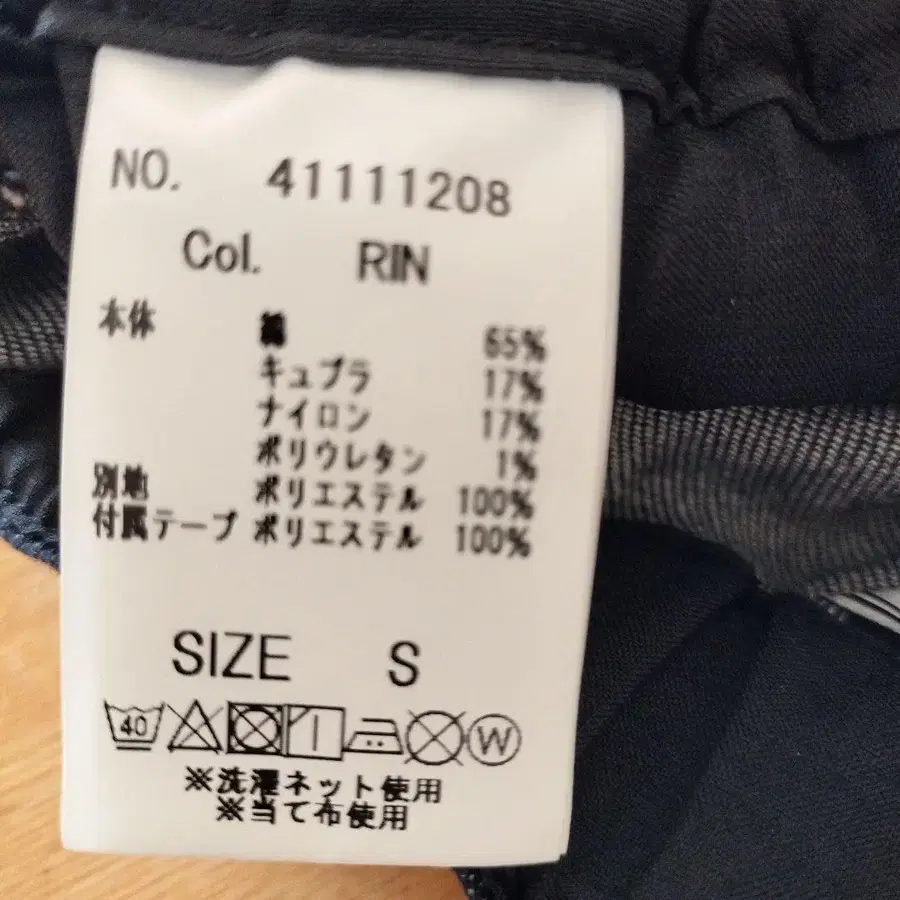 NO. 41111208
Col. RIN
本体 綿 65%
キュプラ 17%
ナイロン 17%
ポリウレタン 1%
別地 ポリエステル 100%
付属テープ ポリエステル 100%
SIZE S
40 W
※洗濯ネット使用
※当て布使用